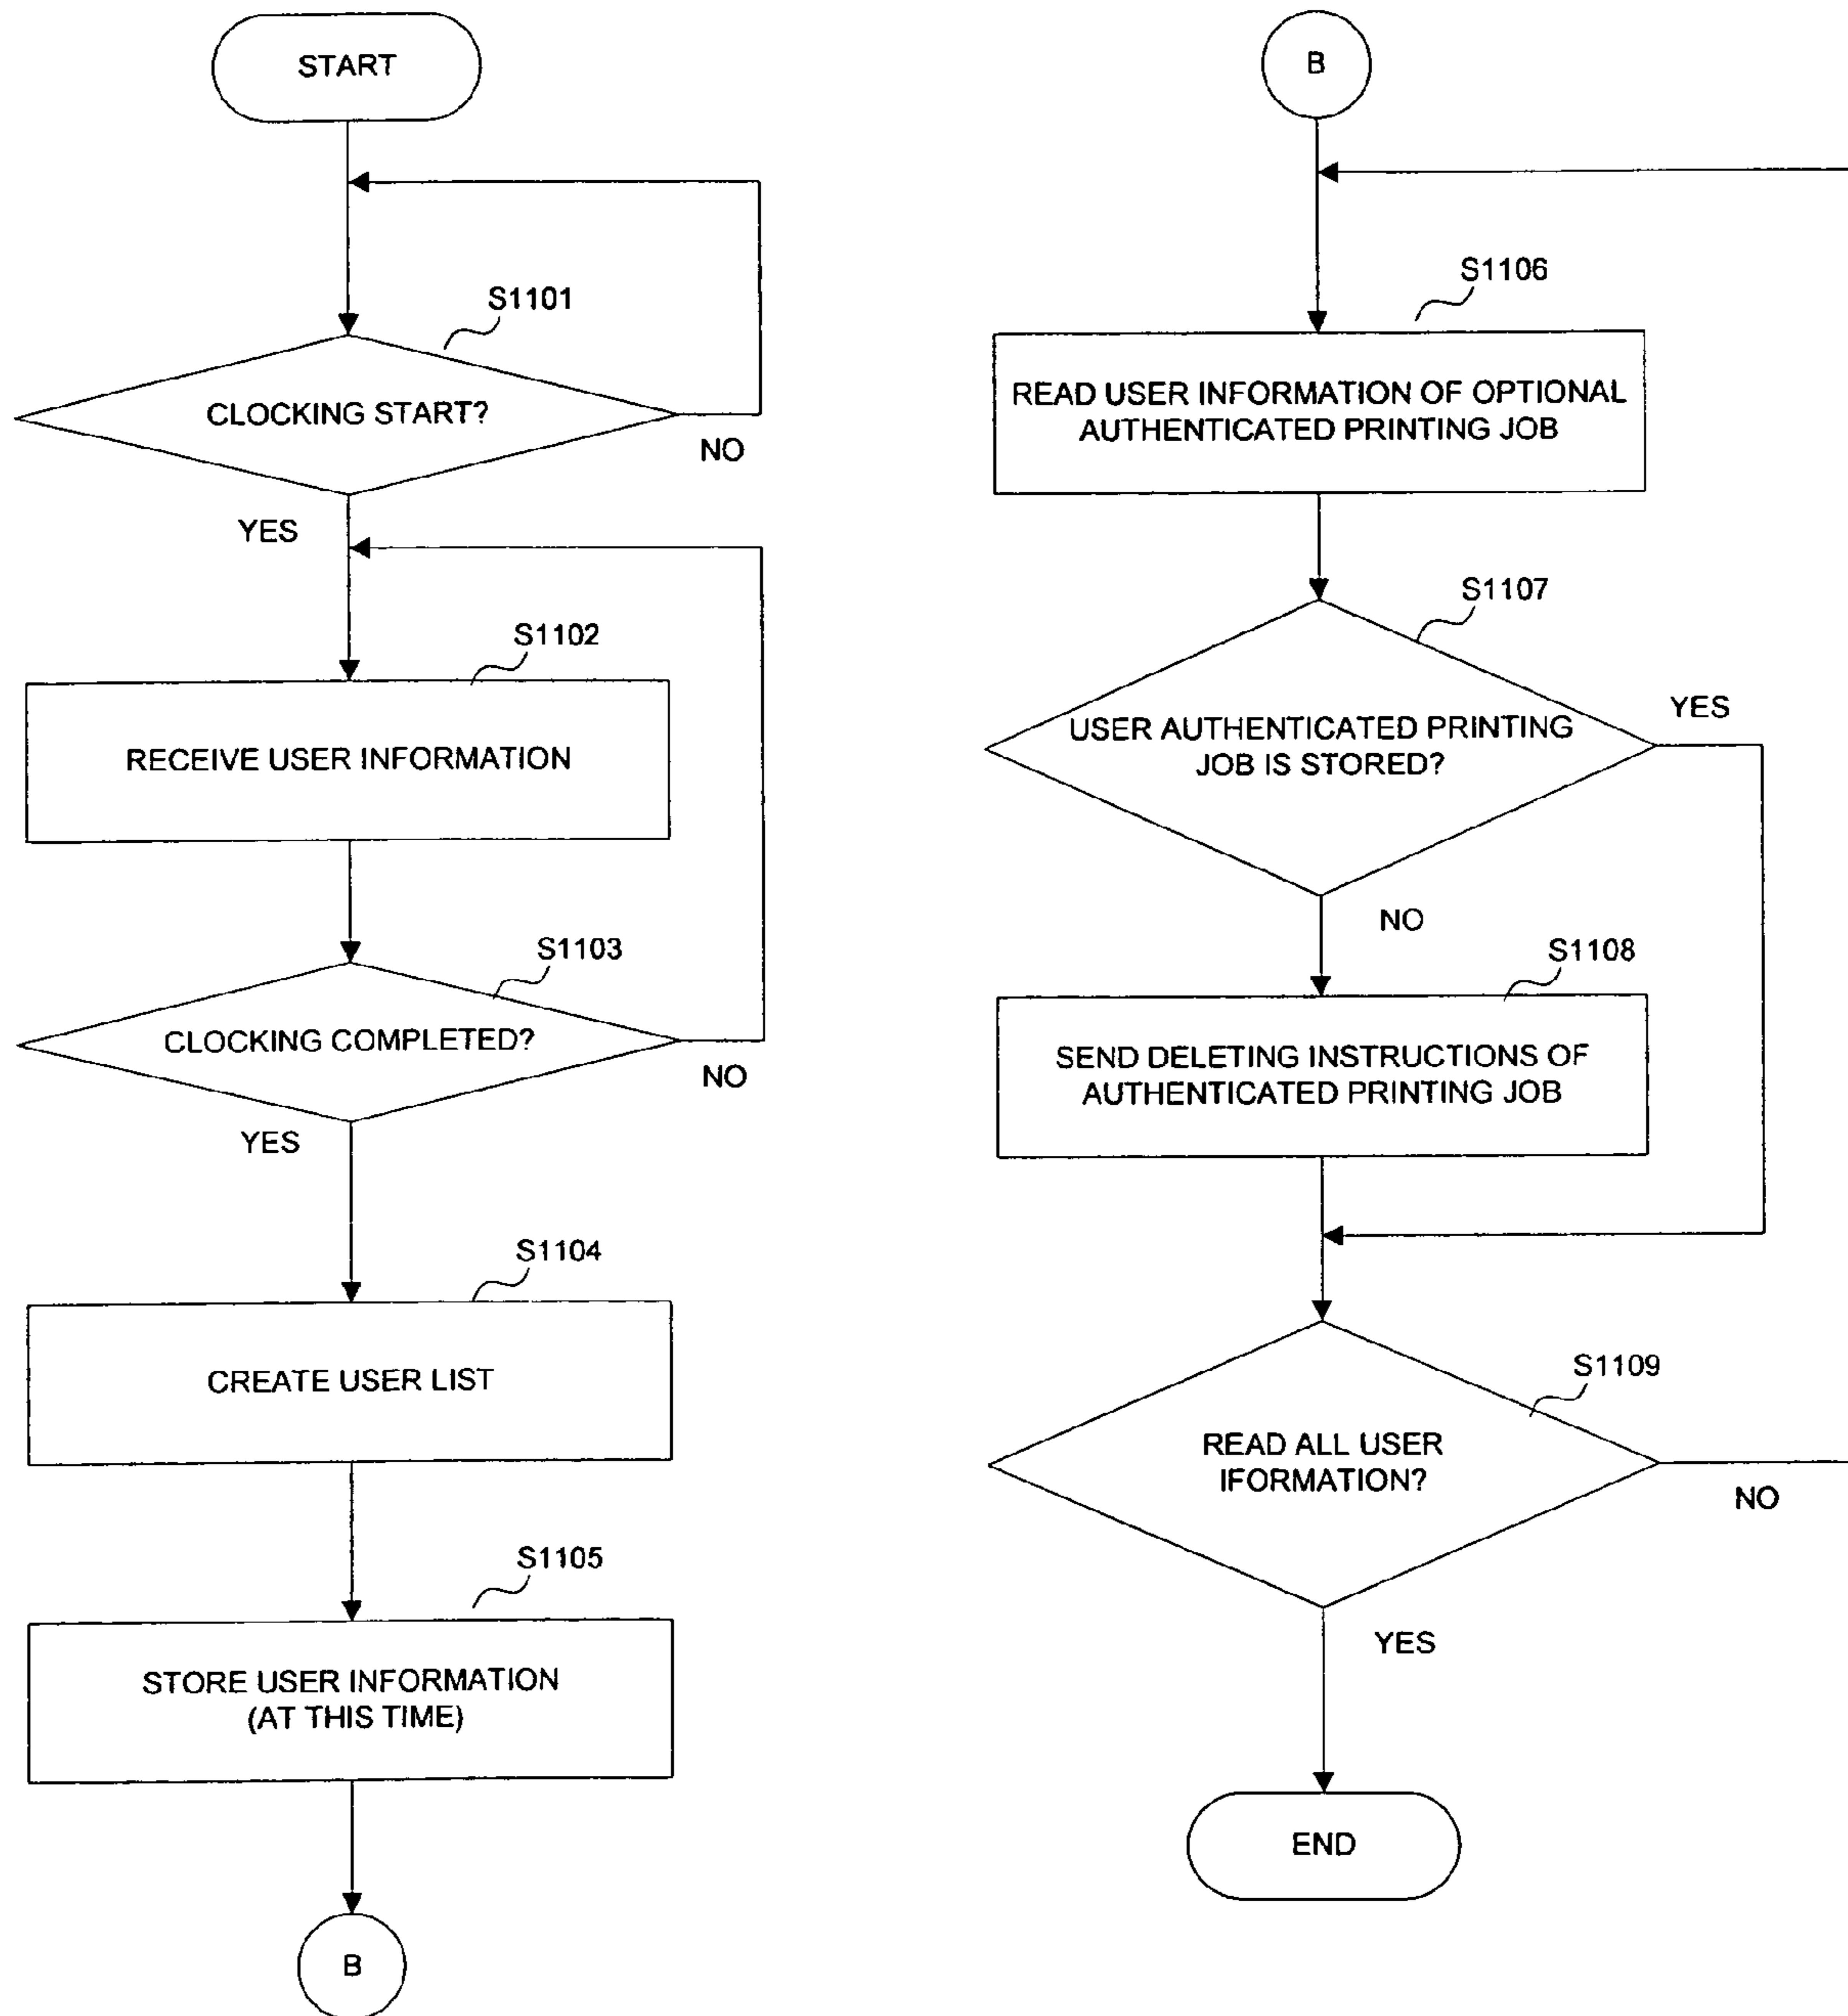 START
S1101
CLOCKING START?
NO
YES
S1102
RECEIVE USER INFORMATION
S1103
CLOCKING COMPLETED?
NO
YES
S1104
CREATE USER LIST
S1105
STORE USER INFORMATION
(AT THIS TIME)
B
B
S1106
READ USER INFORMATION OF OPTIONAL
AUTHENTICATED PRINTING JOB
S1107
YES
USER AUTHENTICATED PRINTING
JOB IS STORED?
NO
S1108
SEND DELETING INSTRUCTIONS OF
AUTHENTICATED PRINTING JOB
S1109
READ ALL USER
IFORMATION?
NO
YES
END